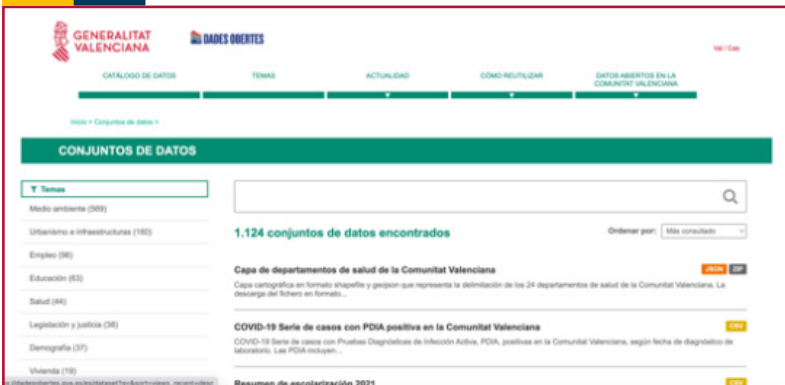 GENERALITAT
VALENCIANA
DADES OBERTES
Val / Cas
CATÁLOGO DE DATOS
TEMAS
ACTUALIDAD
CÓMO REUTILIZAR
DATOS ABIERTOS EN LA
COMUNITAT VALENCIANA
Inicio > Conjuntos de datos >
CONJUNTOS DE DATOS
Temas
Medio ambiente (569)
Urbanismo e infraestructuras (160)
Empleo (96)
Educación (63)
Salud (44)
Legislación y justicia (38)
Demografía (37)
Vivienda (19)
1.124 conjuntos de datos encontrados
Ordenar por: Más consultado
Capa de departamentos de salud de la Comunitat Valenciana
JSON ZIP
Capa cartográfica en formato shapefile y geojson que representa la delimitación de los 24 departamentos de salud de la Comunitat Valenciana. La
descarga del fichero en formato...
COVID-19 Serie de casos con PDIA positiva en la Comunitat Valenciana
CSV
COVID-19 Serie de casos con Pruebas Diagnósticas de Infección Activa, PDIA, positivas en la Comunitat Valenciana, según fecha de diagnóstico de
laboratorio. Las PDIA incluyen...
Resumen de escolarización 2021
CSV